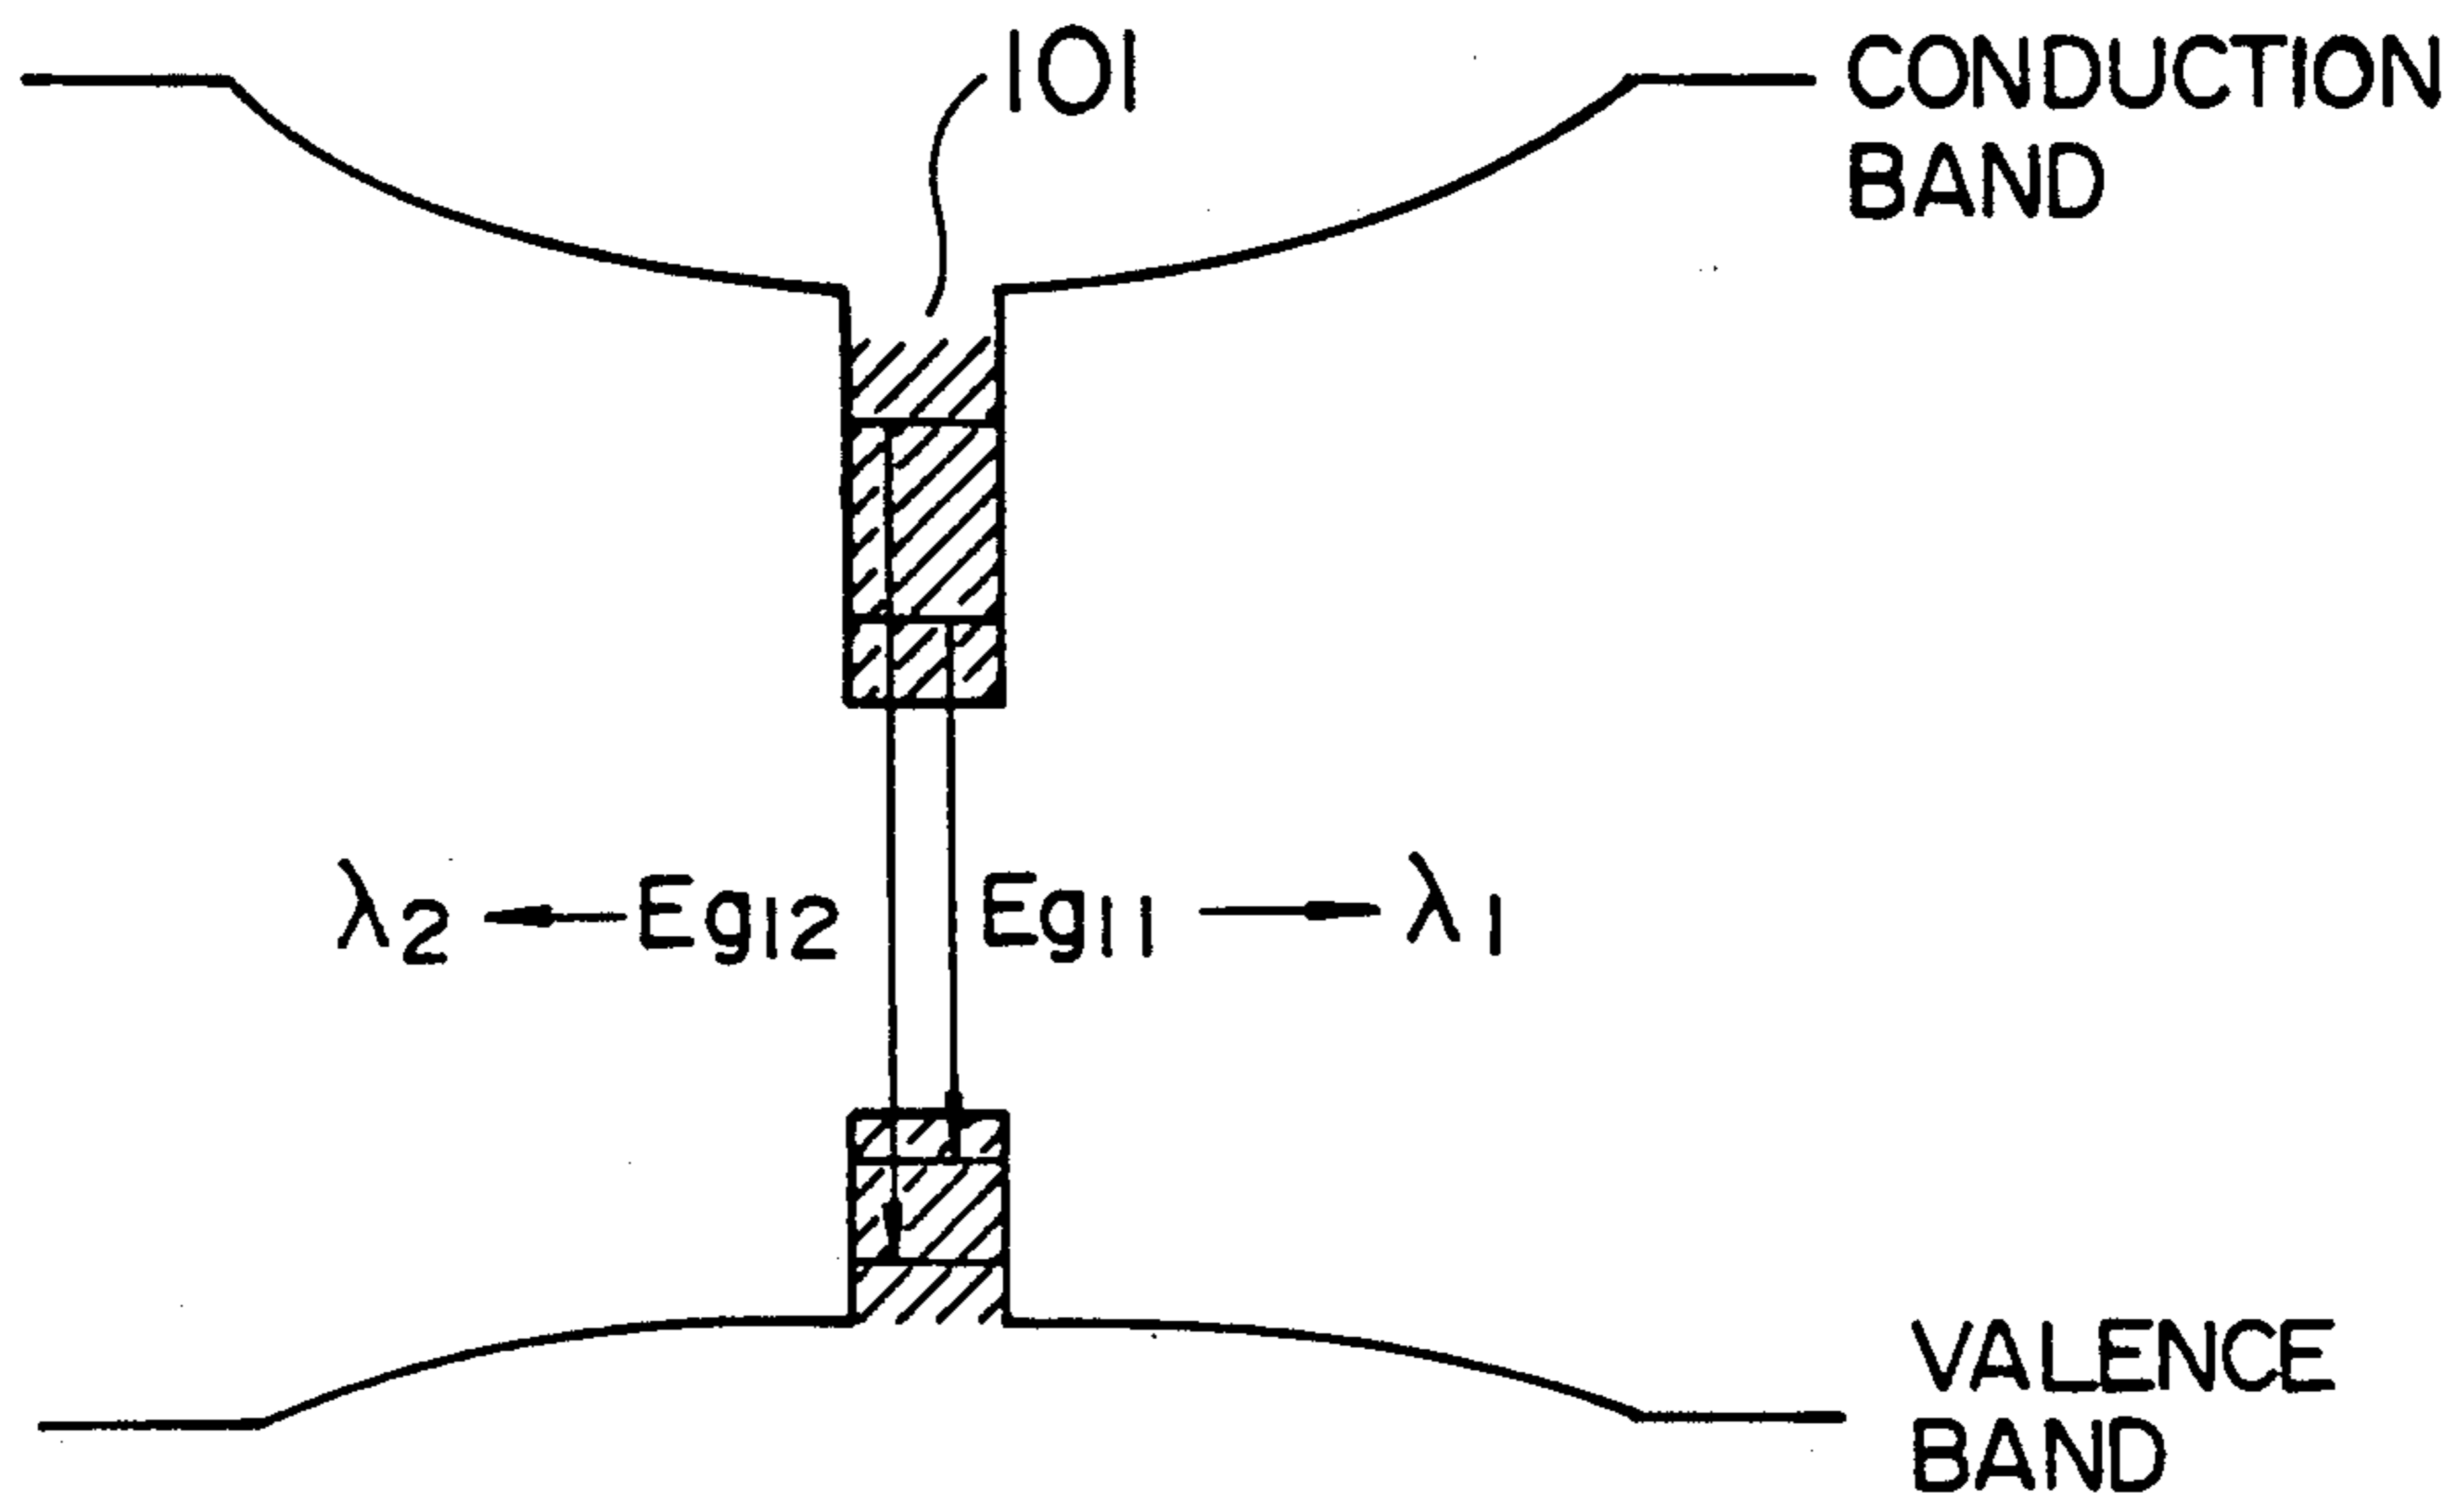 101
CONDUCTION
BAND
λ2 ← Eg12
Eg11 → λ1
VALENCE
BAND